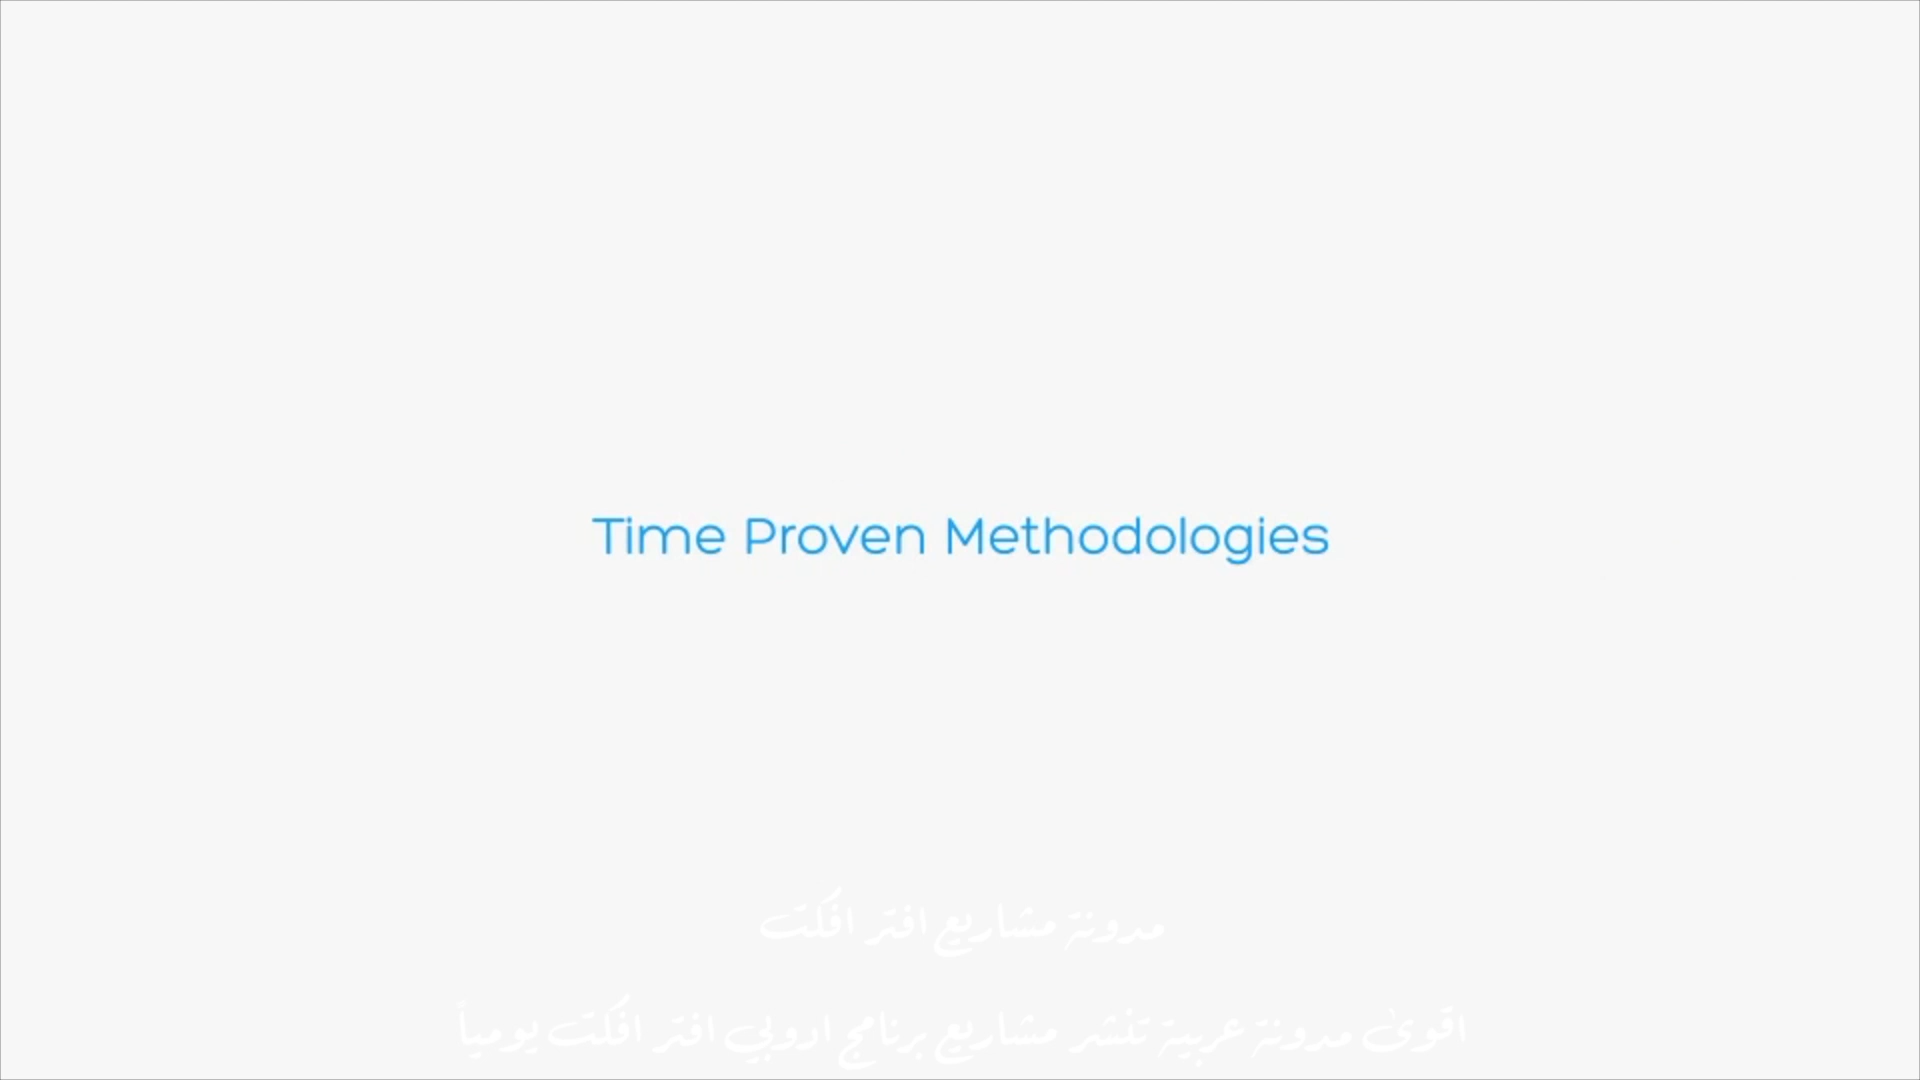 Time Proven Methodologies
مدونة مشاريع افتر افكت
اقوى مدونة عربية تنشر مشاريع برنامج ادوبي افتر افكت يومياً